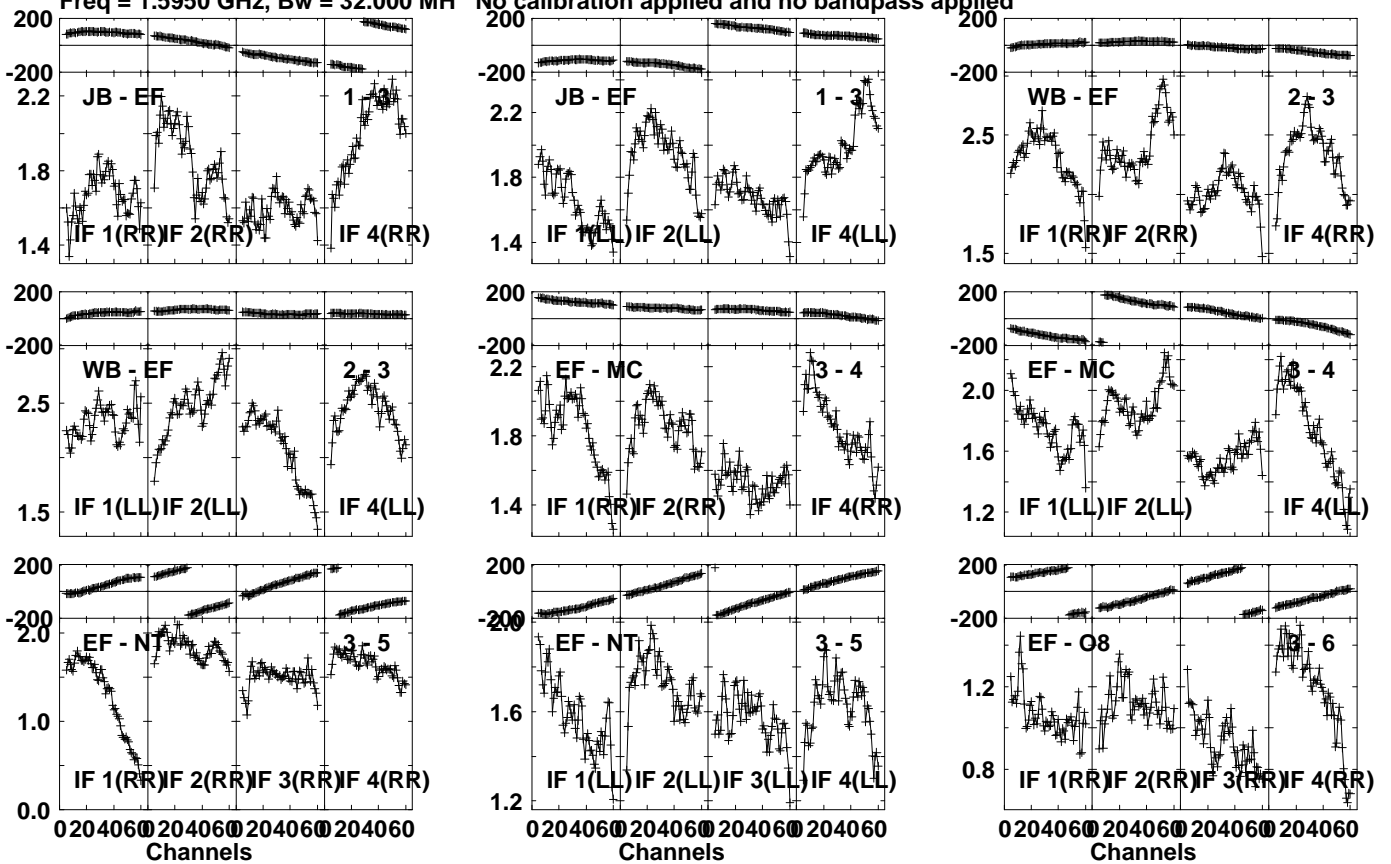 Freq = 1.5950 GHz, Bw = 32.000 MH No calibration applied and no bandpass applied
200
-200
2.2
1.8
1.4
JB - EF
1 - 3
IF 1(RR)
IF 2(RR)
IF 4(RR)
200
-200
2.2
1.8
1.4
JB - EF
1 - 3
IF 1(LL)
IF 2(LL)
IF 4(LL)
200
-200
2.5
1.5
WB - EF
2 - 3
IF 1(RR)
IF 2(RR)
IF 4(RR)
200
-200
2.5
1.5
WB - EF
2 - 3
IF 1(LL)
IF 2(LL)
IF 4(LL)
200
-200
2.2
1.8
1.4
EF - MC
3 - 4
IF 1(RR)
IF 2(RR)
IF 4(RR)
200
-200
2.0
1.6
1.2
EF - MC
3 - 4
IF 1(LL)
IF 2(LL)
IF 4(LL)
200
-200
2.0
1.0
0.0
EF - NT
3 - 5
IF 1(RR)
IF 2(RR)
IF 3(RR)
IF 4(RR)
0204060
0204060
0204060
0204060
Channels
200
-200
2.0
1.6
1.2
EF - NT
3 - 5
IF 1(LL)
IF 2(LL)
IF 3(LL)
IF 4(LL)
0204060
0204060
0204060
0204060
Channels
200
-200
1.2
0.8
EF - O8
3 - 6
IF 1(RR)
IF 2(RR)
IF 3(RR)
IF 4(RR)
0204060
0204060
0204060
0204060
Channels